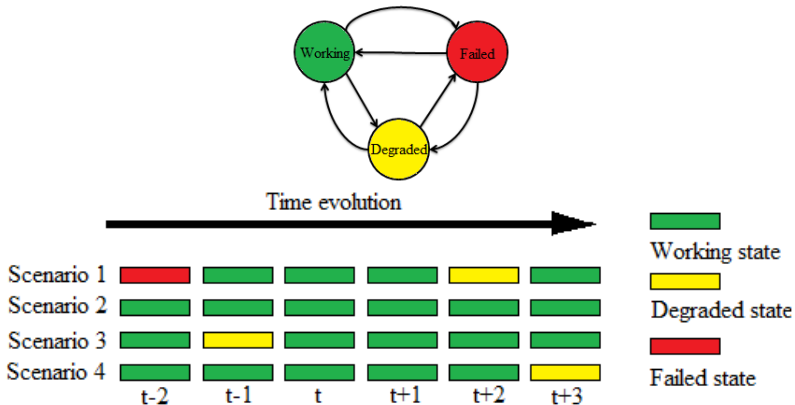 Working
Failed
Degraded
Time evolution
Working state
Degraded state
Failed state
Scenario 1
Scenario 2
Scenario 3
Scenario 4
t-2 t-1 t t+1 t+2 t+3